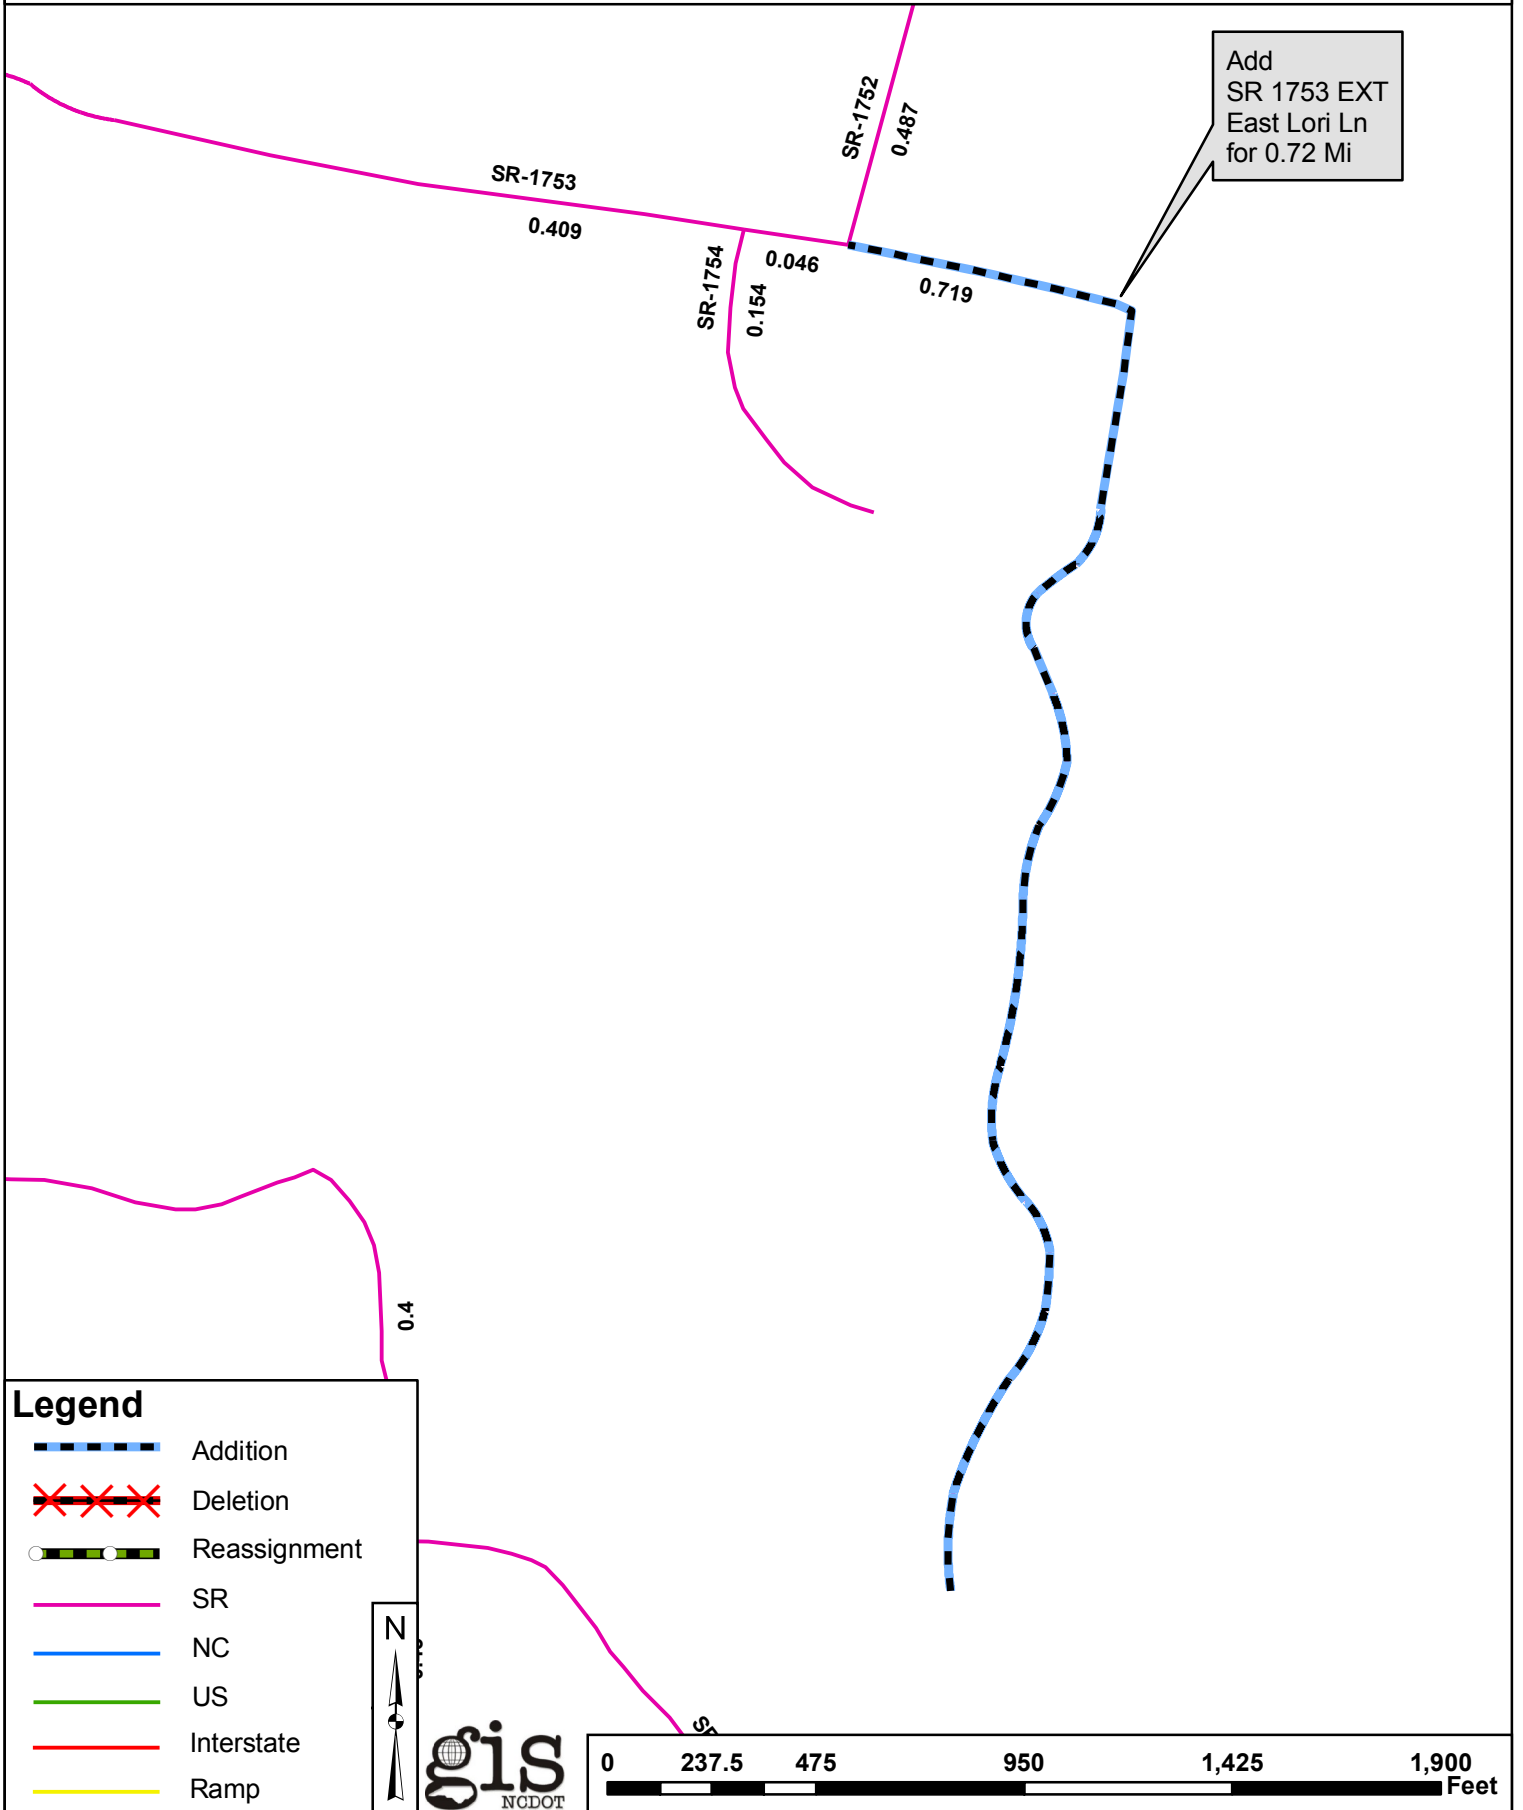 Add
SR 1753 EXT
East Lori Ln
for 0.72 Mi
SR-1752
0.487
SR-1753
0.409
0.046
SR-1754
0.154
0.719
0.4
Legend
Addition
Deletion
Reassignment
SR
NC
US
Interstate
Ramp
N
gis
NCDOT
0 237.5 475 950 1,425 1,900
Feet